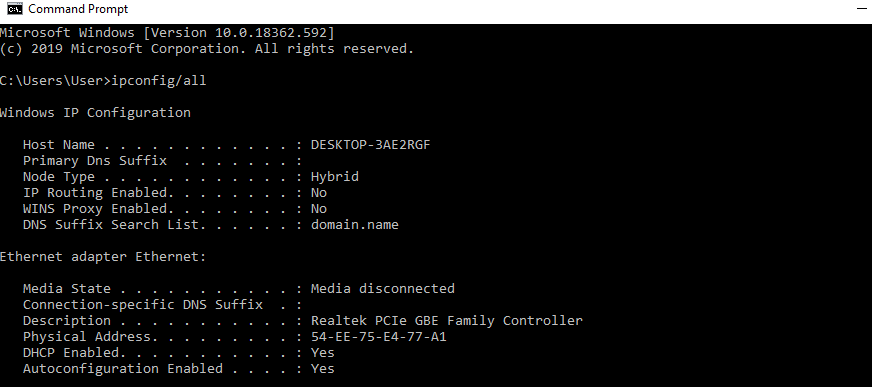 Command Prompt
Microsoft Windows [Version 10.0.18362.592]
(c) 2019 Microsoft Corporation. All rights reserved.
C:\Users\User>ipconfig/all
Windows IP Configuration
Host Name . . . . . . . . . . . . : DESKTOP-3AE2RGF
Primary Dns Suffix  . . . . . . . :
Node Type . . . . . . . . . . . . : Hybrid
IP Routing Enabled. . . . . . . . : No
WINS Proxy Enabled. . . . . . . . : No
DNS Suffix Search List. . . . . . : domain.name
Ethernet adapter Ethernet:
Media State . . . . . . . . . . . : Media disconnected
Connection-specific DNS Suffix  . :
Description . . . . . . . . . . . : Realtek PCIe GBE Family Controller
Physical Address. . . . . . . . . : 54-EE-75-E4-77-A1
DHCP Enabled. . . . . . . . . . . : Yes
Autoconfiguration Enabled . . . . : Yes